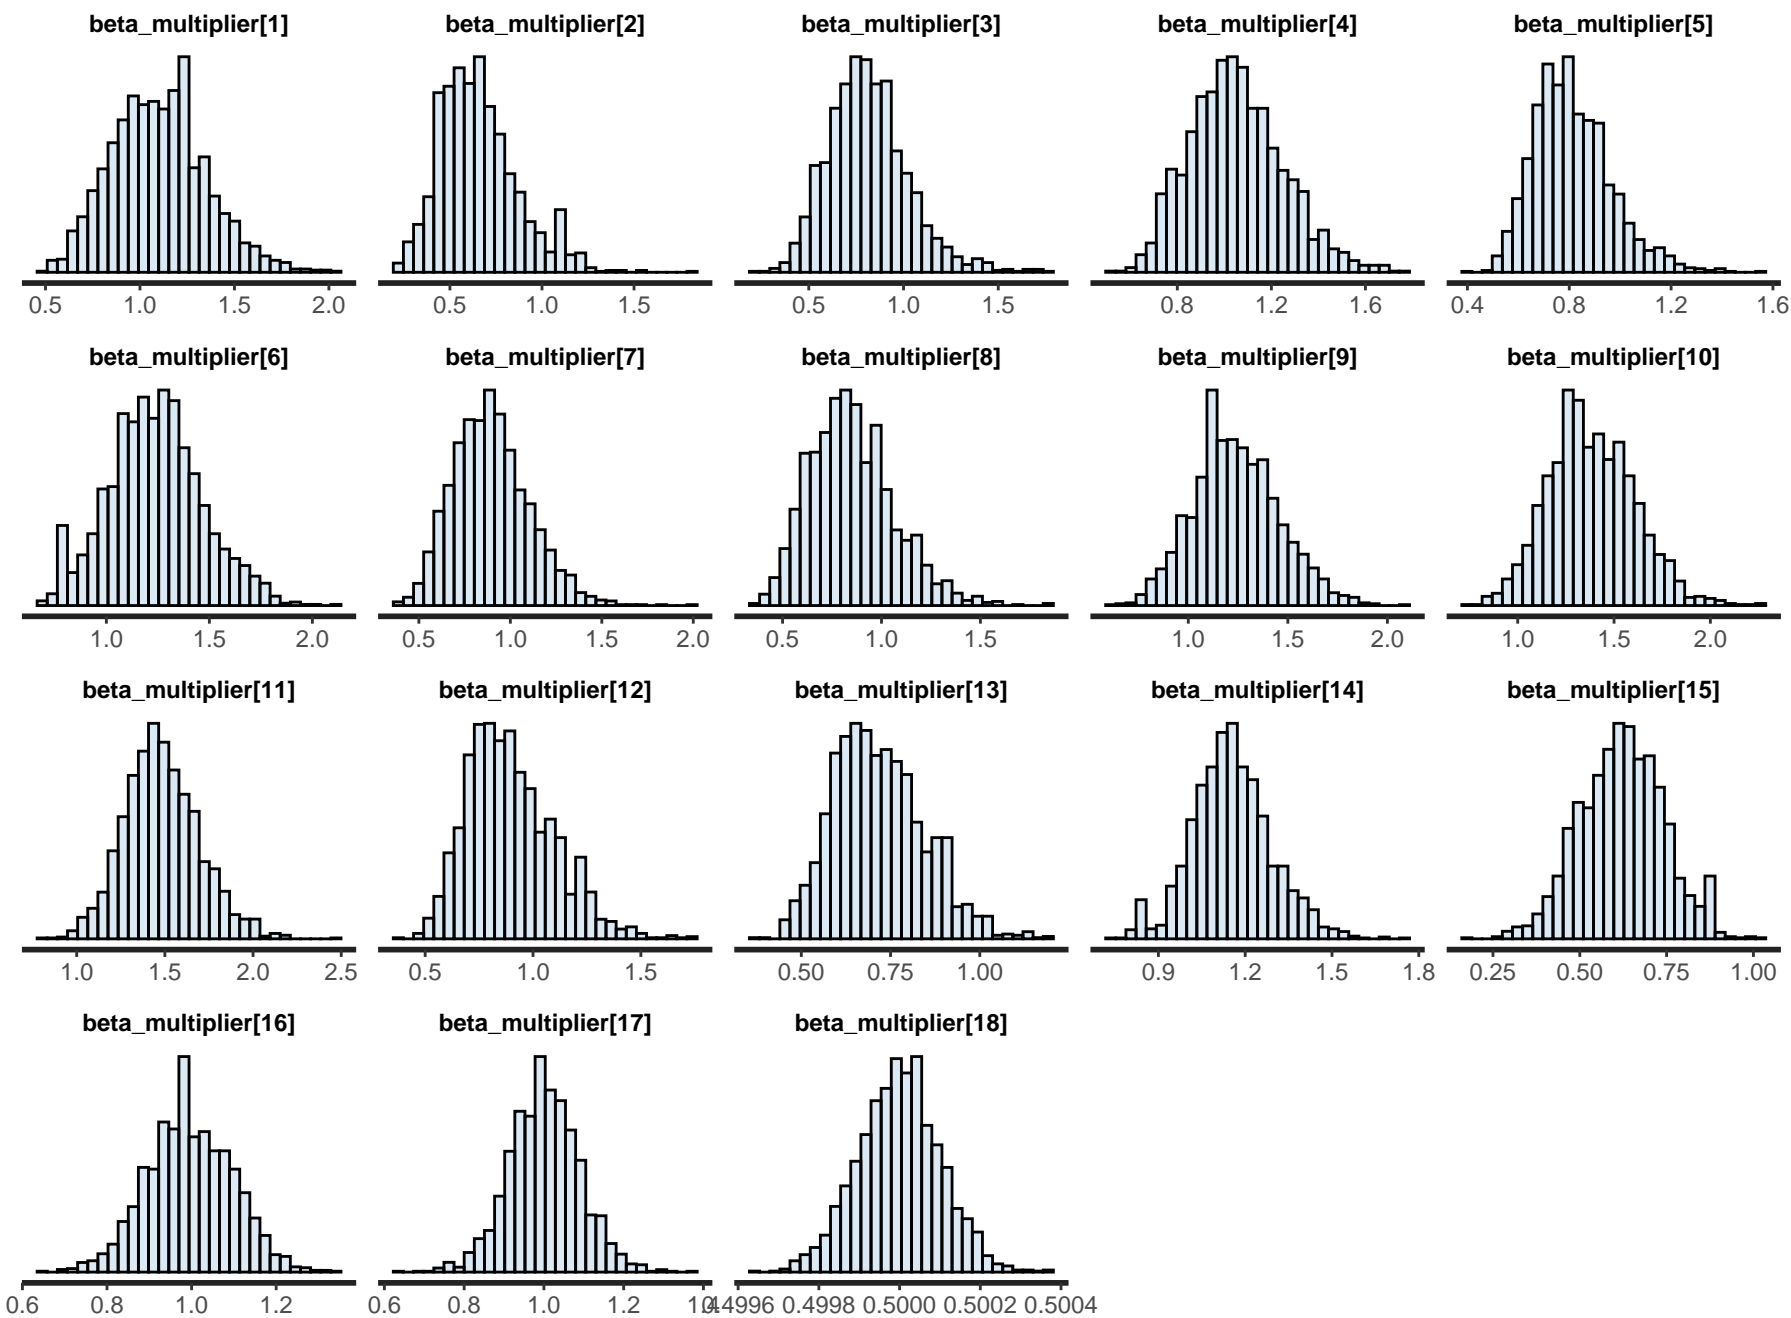 beta_multiplier[1] beta_multiplier[2] beta_multiplier[3] beta_multiplier[4] beta_multiplier[5]
0.5 1.0 1.5 2.0 0.5 1.0 1.5 0.5 1.0 1.5 0.8 1.2 1.6 0.4 0.8 1.2 1.6
beta_multiplier[6] beta_multiplier[7] beta_multiplier[8] beta_multiplier[9] beta_multiplier[10]
1.0 1.5 2.0 0.5 1.0 1.5 2.0 0.5 1.0 1.5 1.0 1.5 2.0 1.0 1.5 2.0
beta_multiplier[11] beta_multiplier[12] beta_multiplier[13] beta_multiplier[14] beta_multiplier[15]
1.0 1.5 2.0 2.5 0.5 1.0 1.5 0.50 0.75 1.00 0.9 1.2 1.5 1.8 0.25 0.50 0.75 1.00
beta_multiplier[16] beta_multiplier[17] beta_multiplier[18]
0.6 0.8 1.0 1.2 0.6 0.8 1.0 1.2 1.4 0.4996 0.4998 0.5000 0.5002 0.5004